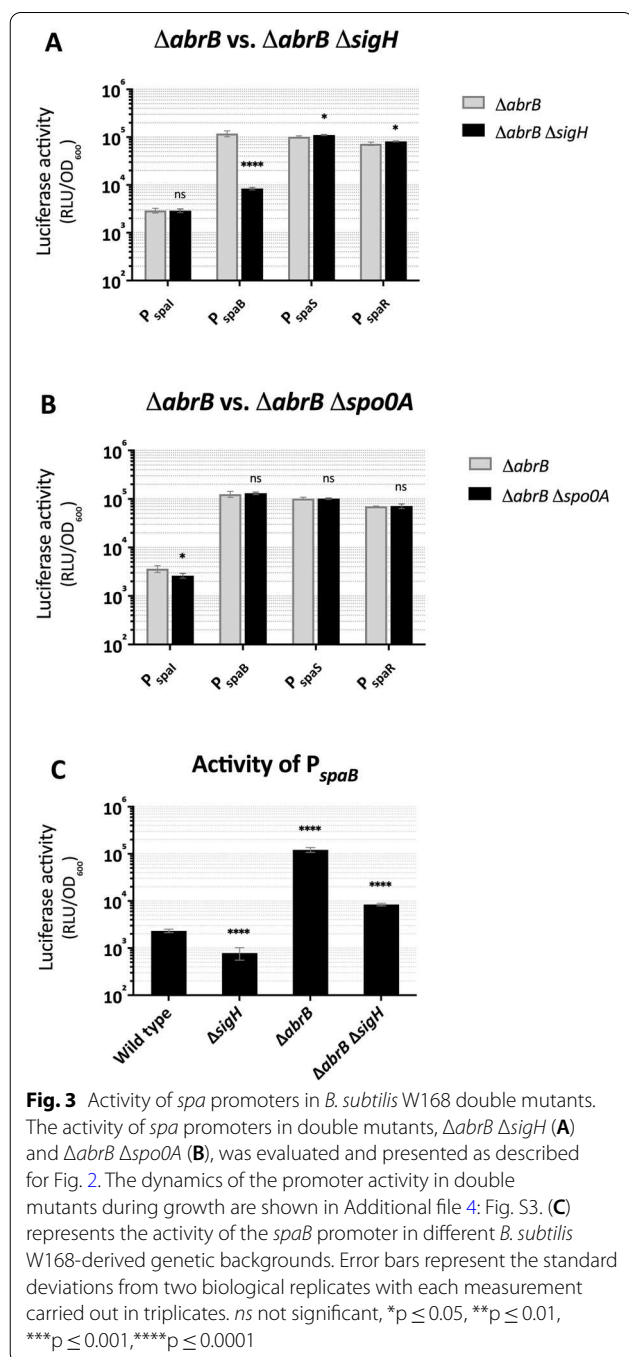 A
ΔabrB vs. ΔabrB ΔsigH
Luciferase activity
(RLU/OD600)
10⁶
10⁵
10⁴
10³
10²
ns
****
*
*
P spaI
P spaB
P spaS
P spaR
ΔabrB
ΔabrB ΔsigH
B
ΔabrB vs. ΔabrB Δspo0A
Luciferase activity
(RLU/OD600)
10⁶
10⁵
10⁴
10³
10²
*
ns
ns
ns
P spaI
P spaB
P spaS
P spaR
ΔabrB
ΔabrB Δspo0A
C
Activity of PspaB
Luciferase activity
(RLU/OD600)
10⁶
10⁵
10⁴
10³
10²
****
****
****
Wild type
ΔsigH
ΔabrB
ΔabrB ΔsigH
Fig. 3 Activity of spa promoters in B. subtilis W168 double mutants.
The activity of spa promoters in double mutants, ΔabrB ΔsigH (A)
and ΔabrB Δspo0A (B), was evaluated and presented as described
for Fig. 2. The dynamics of the promoter activity in double
mutants during growth are shown in Additional file 4: Fig. S3. (C)
represents the activity of the spaB promoter in different B. subtilis
W168-derived genetic backgrounds. Error bars represent the standard
deviations from two biological replicates with each measurement
carried out in triplicates. ns not significant, *p ≤ 0.05, **p ≤ 0.01,
***p ≤ 0.001,****p ≤ 0.0001